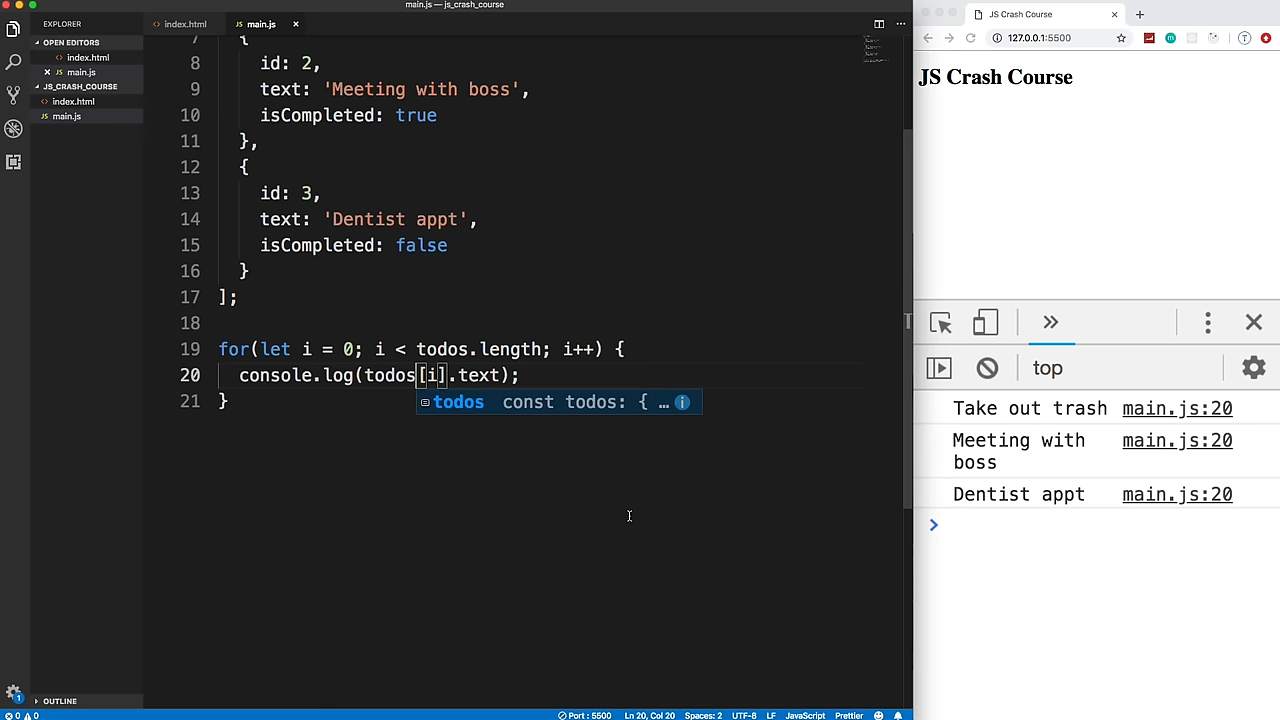 main.js — js_crash_course
EXPLORER
OPEN EDITORS
index.html
main.js
JS_CRASH_COURSE
index.html
main.js
OUTLINE
index.html
main.js
7 {
8 id: 2,
9 text: 'Meeting with boss',
10 isCompleted: true
11 },
12 {
13 id: 3,
14 text: 'Dentist appt',
15 isCompleted: false
16 }
17 ];
18
19 for(let i = 0; i < todos.length; i++) {
20 console.log(todos[i].text);
21 }
todos const todos: { …
JS Crash Course
127.0.0.1:5500
JS Crash Course
top
Take out trash main.js:20
Meeting with boss main.js:20
Dentist appt main.js:20
0 0
Port : 5500 Ln 20, Col 20 Spaces: 2 UTF-8 LF JavaScript Prettier